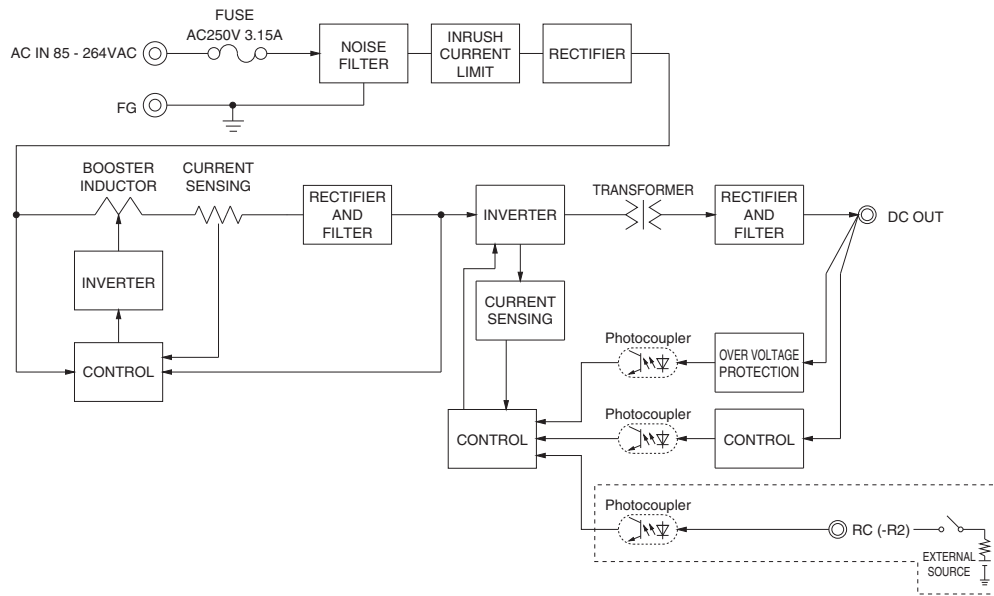 FUSE
AC250V 3.15A
AC IN 85 - 264VAC
NOISE
FILTER
INRUSH
CURRENT
LIMIT
RECTIFIER
FG
BOOSTER
INDUCTOR
CURRENT
SENSING
RECTIFIER
AND
FILTER
INVERTER
TRANSFORMER
RECTIFIER
AND
FILTER
DC OUT
INVERTER
CURRENT
SENSING
CONTROL
Photocoupler
OVER VOLTAGE
PROTECTION
CONTROL
Photocoupler
CONTROL
Photocoupler
RC (-R2)
EXTERNAL
SOURCE